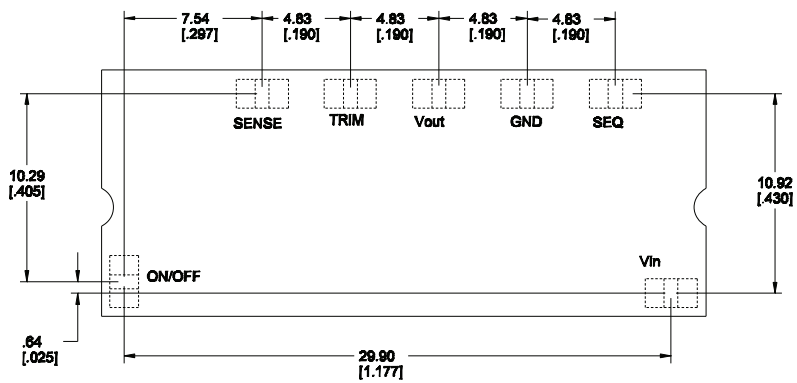 7.54 4.83 4.83 4.83 4.83
[.297] [.190] [.190] [.190] [.190]
SENSE TRIM Vout GND SEQ
10.29
[.405]
10.92
[.430]
ON/OFF
Vin
.64
[.025]
29.90
[1.177]